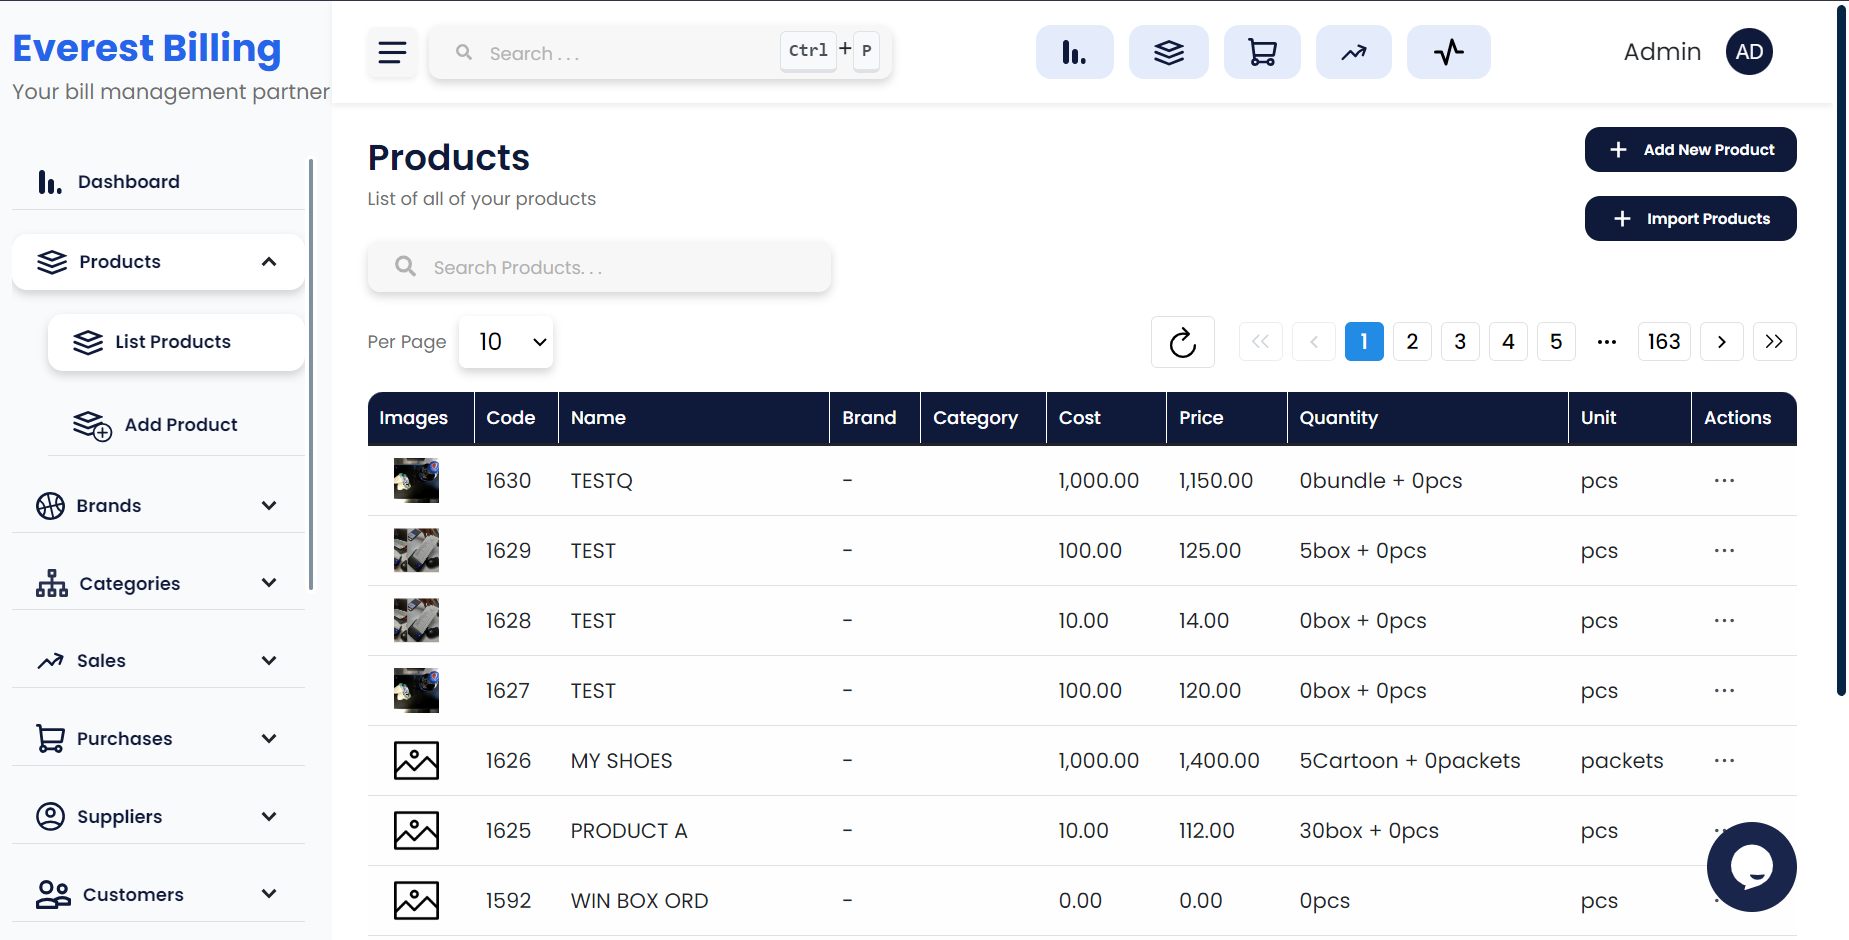 Everest Billing
Your bill management partner
Search . . .
Ctrl + P
Admin
AD
Dashboard
Products
List Products
Add Product
Brands
Categories
Sales
Purchases
Suppliers
Customers
Products
List of all of your products
Add New Product
Import Products
Search Products. . .
Per Page 10
1 2 3 4 5 ... 163
Images Code Name Brand Category Cost Price Quantity Unit Actions
1630 TESTQ - 1,000.00 1,150.00 0bundle + 0pcs pcs ...
1629 TEST - 100.00 125.00 5box + 0pcs pcs ...
1628 TEST - 10.00 14.00 0box + 0pcs pcs ...
1627 TEST - 100.00 120.00 0box + 0pcs pcs ...
1626 MY SHOES - 1,000.00 1,400.00 5Cartoon + 0packets packets ...
1625 PRODUCT A - 10.00 112.00 30box + 0pcs pcs
1592 WIN BOX ORD - 0.00 0.00 0pcs pcs